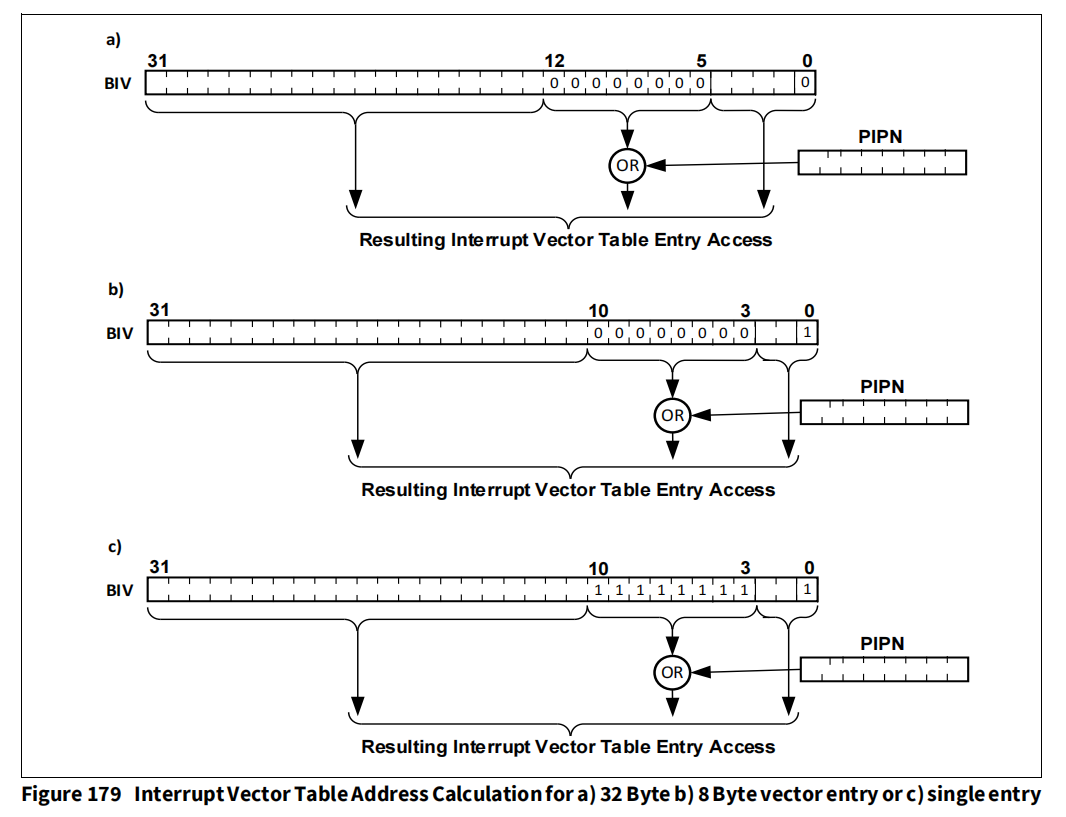 a)
31 12 5 0
BIV 0 0 0 0 0 0 0 0 0
PIPN
OR
Resulting Interrupt Vector Table Entry Access
b)
31 10 3 0
BIV 0 0 0 0 0 0 0 0 1
PIPN
OR
Resulting Interrupt Vector Table Entry Access
c)
31 10 3 0
BIV 1 1 1 1 1 1 1 1 1
PIPN
OR
Resulting Interrupt Vector Table Entry Access
Figure 179 Interrupt Vector Table Address Calculation for a) 32 Byte b) 8 Byte vector entry or c) single entry